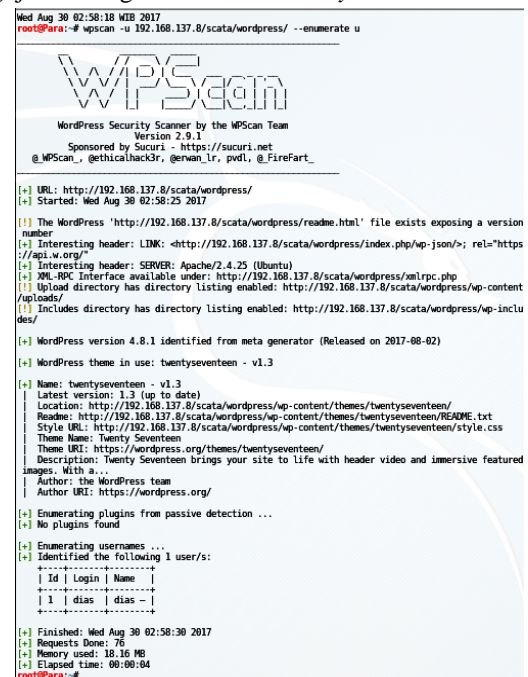 Wed Aug 30 02:58:18 WIB 2017
root@Para:~# wpscan -u 192.168.137.8/scata/wordpress/ --enumerate u
WPScan
WordPress Security Scanner by the WPScan Team
Version 2.9.1
Sponsored by Sucuri - https://sucuri.net
@_WPScan_, @ethicalhack3r, @erwan_lr, pvdl, @_FireFart_
[+] URL: http://192.168.137.8/scata/wordpress/
[+] Started: Wed Aug 30 02:58:25 2017
[!] The WordPress 'http://192.168.137.8/scata/wordpress/readme.html' file exists exposing a version
number
[+] Interesting header: LINK: <http://192.168.137.8/scata/wordpress/index.php/wp-json/>; rel="https
://api.w.org/"
[+] Interesting header: SERVER: Apache/2.4.25 (Ubuntu)
[+] XML-RPC Interface available under: http://192.168.137.8/scata/wordpress/xmlrpc.php
[!] Upload directory has directory listing enabled: http://192.168.137.8/scata/wordpress/wp-content
/uploads/
[!] Includes directory has directory listing enabled: http://192.168.137.8/scata/wordpress/wp-inclu
des/
[+] WordPress version 4.8.1 identified from meta generator (Released on 2017-08-02)
[+] WordPress theme in use: twentyseventeen - v1.3
[+] Name: twentyseventeen - v1.3
| Latest version: 1.3 (up to date)
| Location: http://192.168.137.8/scata/wordpress/wp-content/themes/twentyseventeen/
| Readme: http://192.168.137.8/scata/wordpress/wp-content/themes/twentyseventeen/README.txt
| Style URL: http://192.168.137.8/scata/wordpress/wp-content/themes/twentyseventeen/style.css
| Theme Name: Twenty Seventeen
| Theme URI: https://wordpress.org/themes/twentyseventeen/
| Description: Twenty Seventeen brings your site to life with header video and immersive featured
images. With a...
| Author: the WordPress team
| Author URI: https://wordpress.org/
[+] Enumerating plugins from passive detection ...
[+] No plugins found
[+] Enumerating usernames ...
[+] Identified the following 1 user/s:
+----+-------+--------+
| Id | Login | Name |
+----+-------+--------+
| 1 | dias | dias – |
+----+-------+--------+
[+] Finished: Wed Aug 30 02:58:30 2017
[+] Requests Done: 76
[+] Memory used: 18.16 MB
[+] Elapsed time: 00:00:04
root@Para:~#